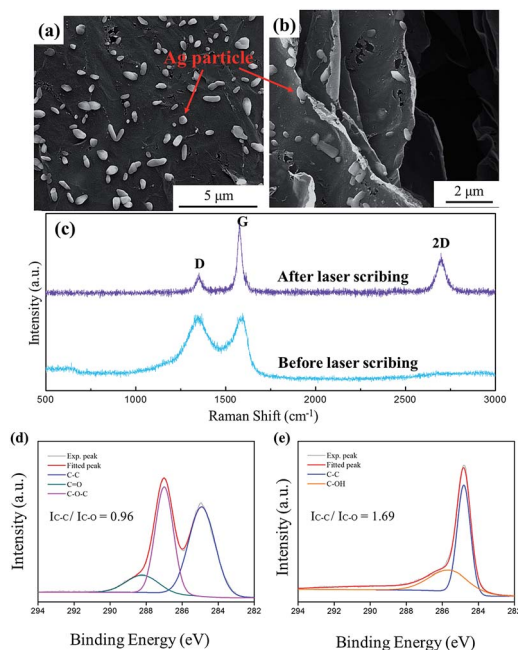 (a)
(b)
Ag particle
5 μm
2 μm
(c)
G
D
2D
After laser scribing
Before laser scribing
Intensity (a.u.)
500 1000 1500 2000 2500 3000
Raman Shift (cm-1)
(d)
Exp. peak
Fitted peak
C-C
C=O
C-O-C
IC-C/ IC-O = 0.96
Intensity (a.u.)
294 292 290 288 286 284 282
Binding Energy (eV)
(e)
Exp. peak
Fitted peak
C-C
C-OH
IC-C/ IC-O = 1.69
Intensity (a.u.)
294 292 290 288 286 284 282
Binding Energy (eV)